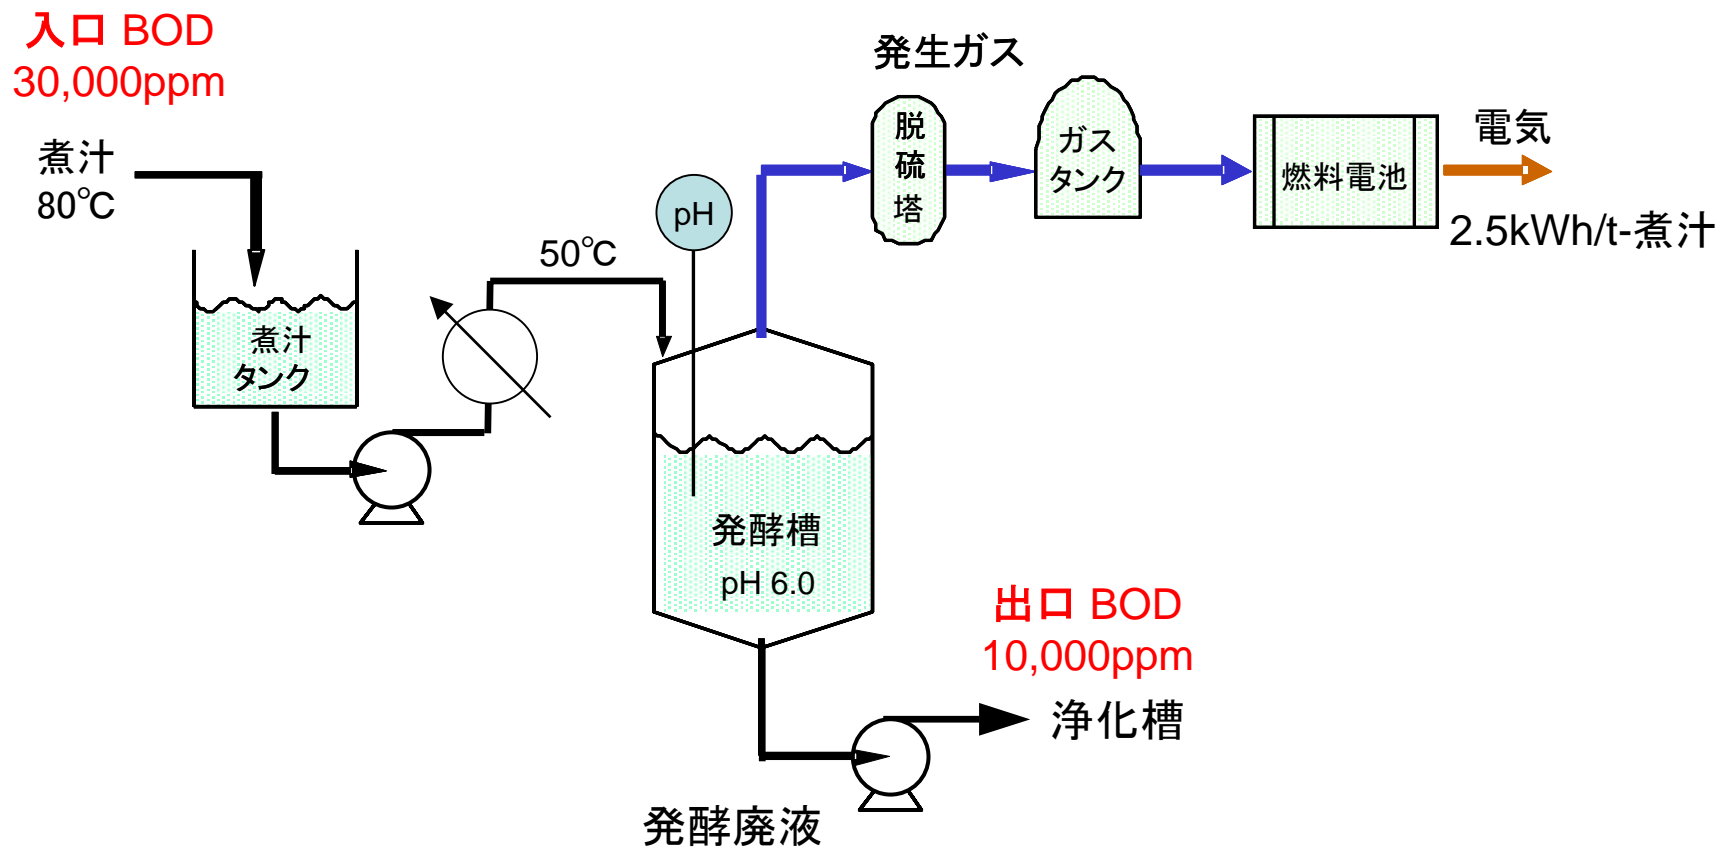 入口 BOD
30,000ppm
煮汁
80℃
煮汁
タンク
50℃
pH
発酵槽
pH 6.0
発生ガス
脱
硫
塔
ガス
タンク
燃料電池
電気
2.5kWh/t-煮汁
出口 BOD
10,000ppm
浄化槽
発酵廃液